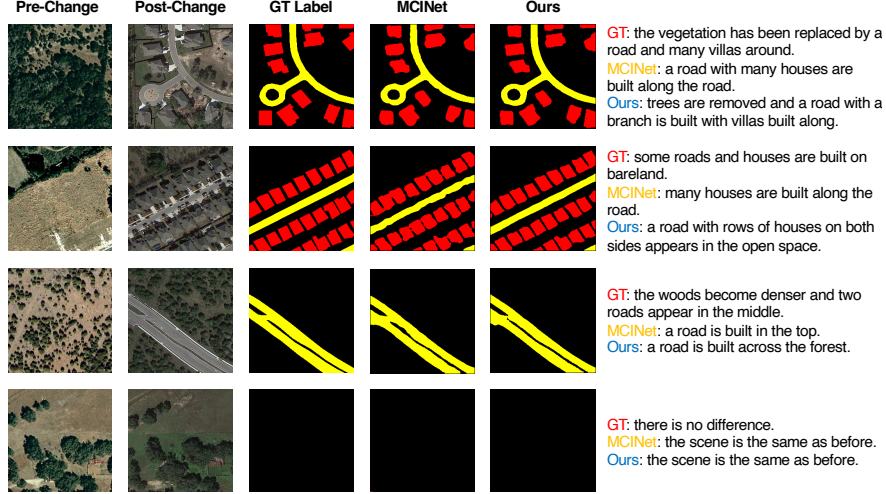 Pre-Change Post-Change GT Label MCINet Ours
GT: the vegetation has been replaced by a
road and many villas around.
MCINet: a road with many houses are
built along the road.
Ours: trees are removed and a road with a
branch is built with villas built along.
GT: some roads and houses are built on
bareland.
MCINet: many houses are built along the
road.
Ours: a road with rows of houses on both
sides appears in the open space.
GT: the woods become denser and two
roads appear in the middle.
MCINet: a road is built in the top.
Ours: a road is built across the forest.
GT: there is no difference.
MCINet: the scene is the same as before.
Ours: the scene is the same as before.